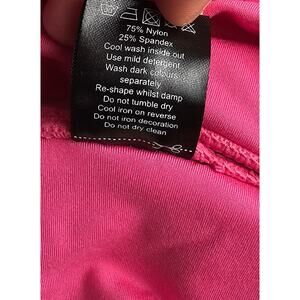 75% Nylon
25% Spandex
Cool wash inside out
Use mild detergent
Wash dark colours
separately
Re-shape whilst damp
Do not tumble dry
Cool iron on reverse
Do not iron decoration
Do not dry clean